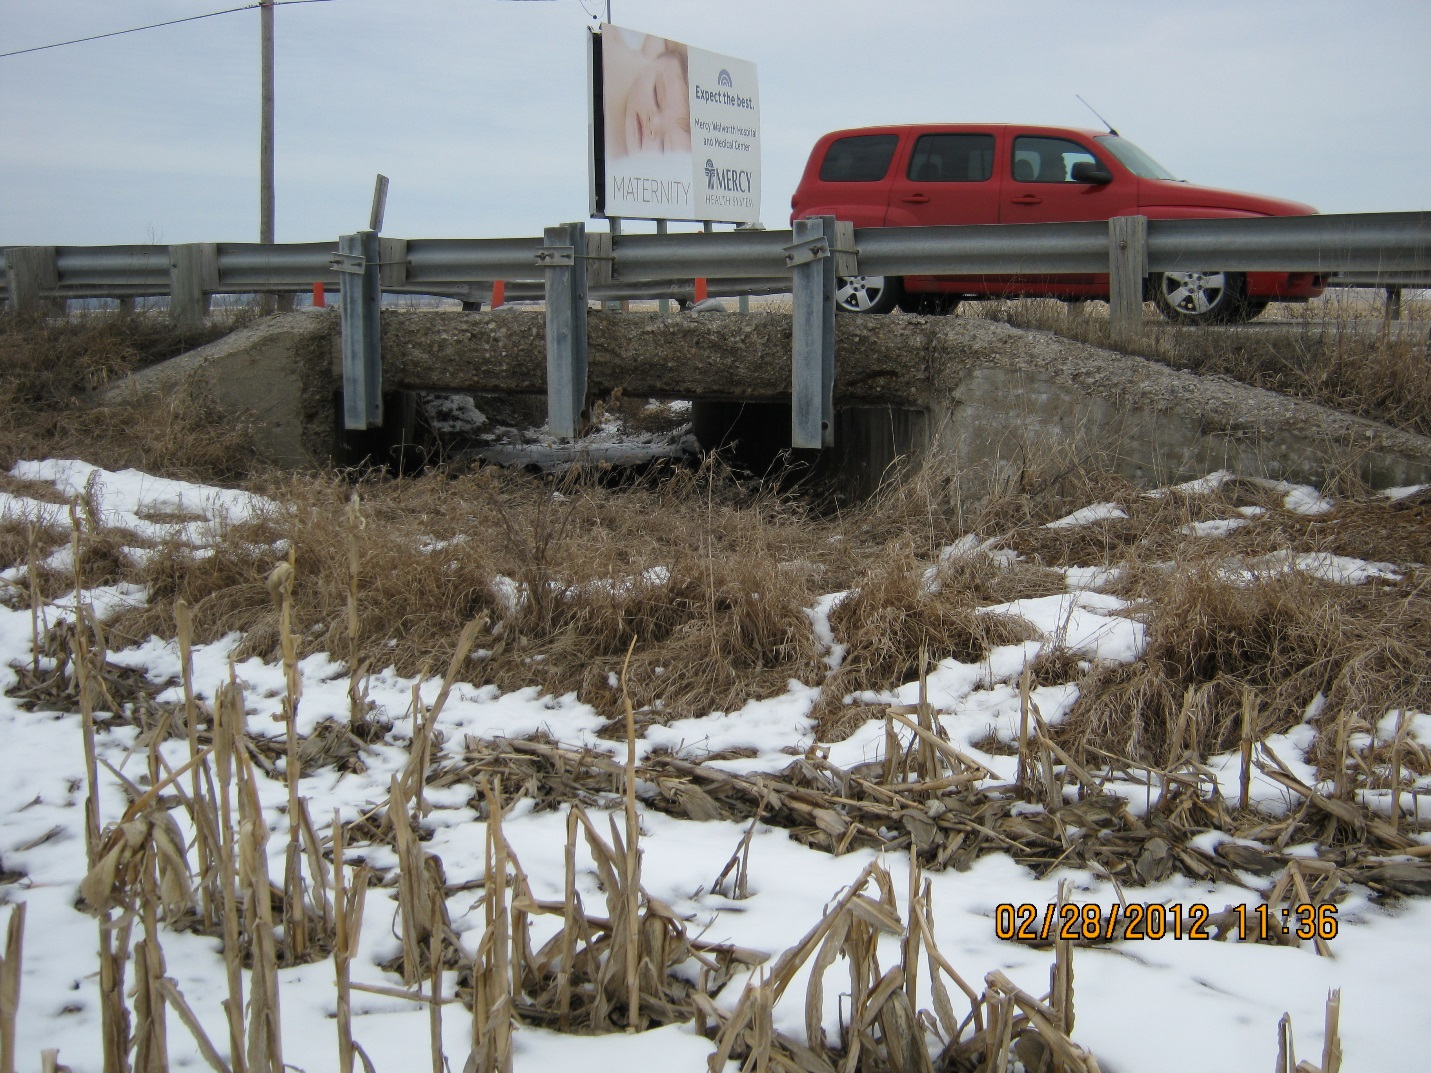 Expect the best.
Mercy Walworth Hospital
and Medical Center
MATERNITY
MERCY
HEALTH SYSTEM
02/28/2012 11:36